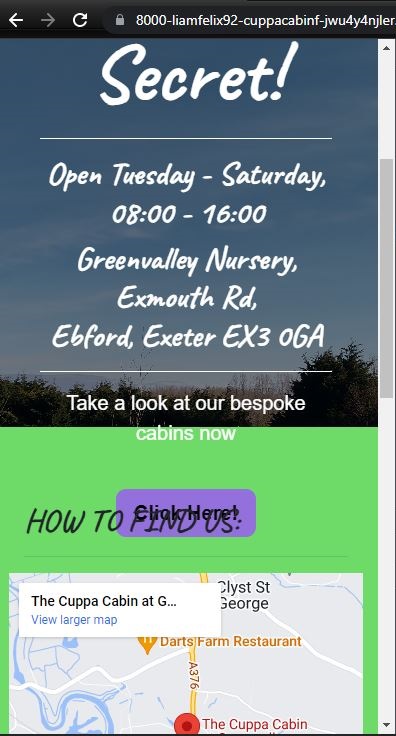 8000-liamfelix92-cuppacabinf-jwu4y4njler.
Secret!
Open Tuesday - Saturday,
08:00 - 16:00
Greenvalley Nursery,
Exmouth Rd,
Ebford, Exeter EX3 0GA
Take a look at our bespoke
cabins now
Click Here!
HOW TO FIND US:
The Cuppa Cabin at G...
View larger map
Clyst St
George
Darts Farm Restaurant
A376
The Cuppa Cabin